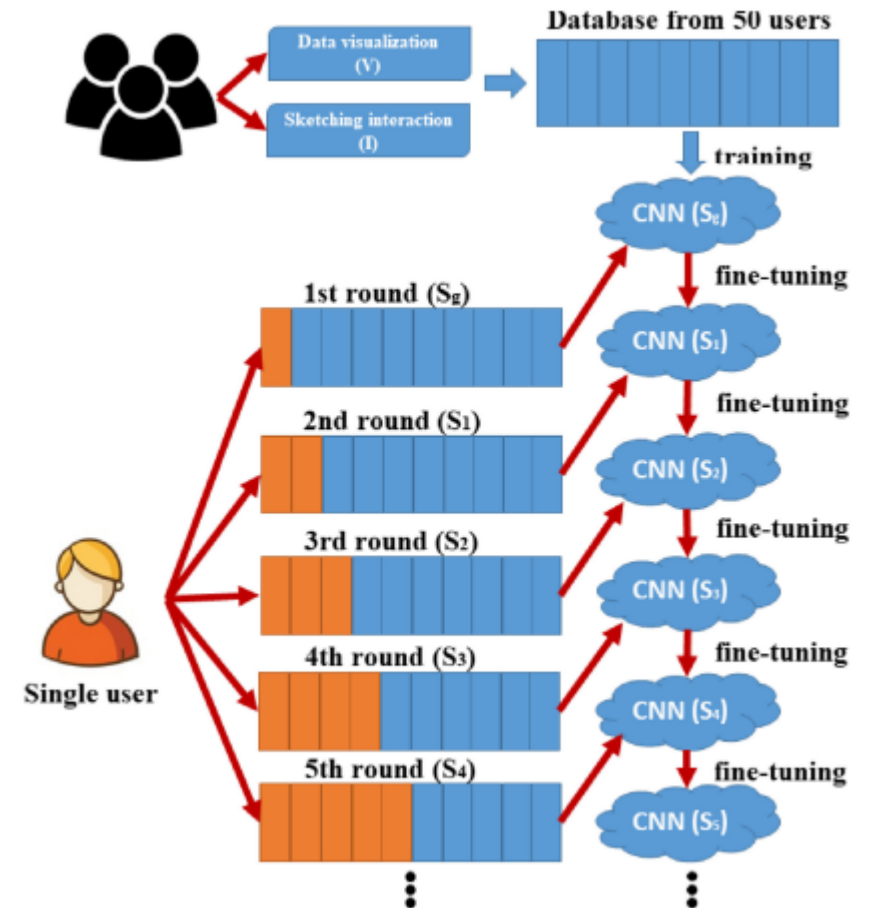 Database from 50 users
Data visualization
(V)
Sketching interaction
(I)
training
CNN (Sg)
fine-tuning
1st round (Sg)
CNN (S1)
fine-tuning
2nd round (S1)
CNN (S2)
fine-tuning
3rd round (S2)
CNN (S3)
fine-tuning
4th round (S3)
Single user
CNN (S4)
fine-tuning
5th round (S4)
CNN (S5)